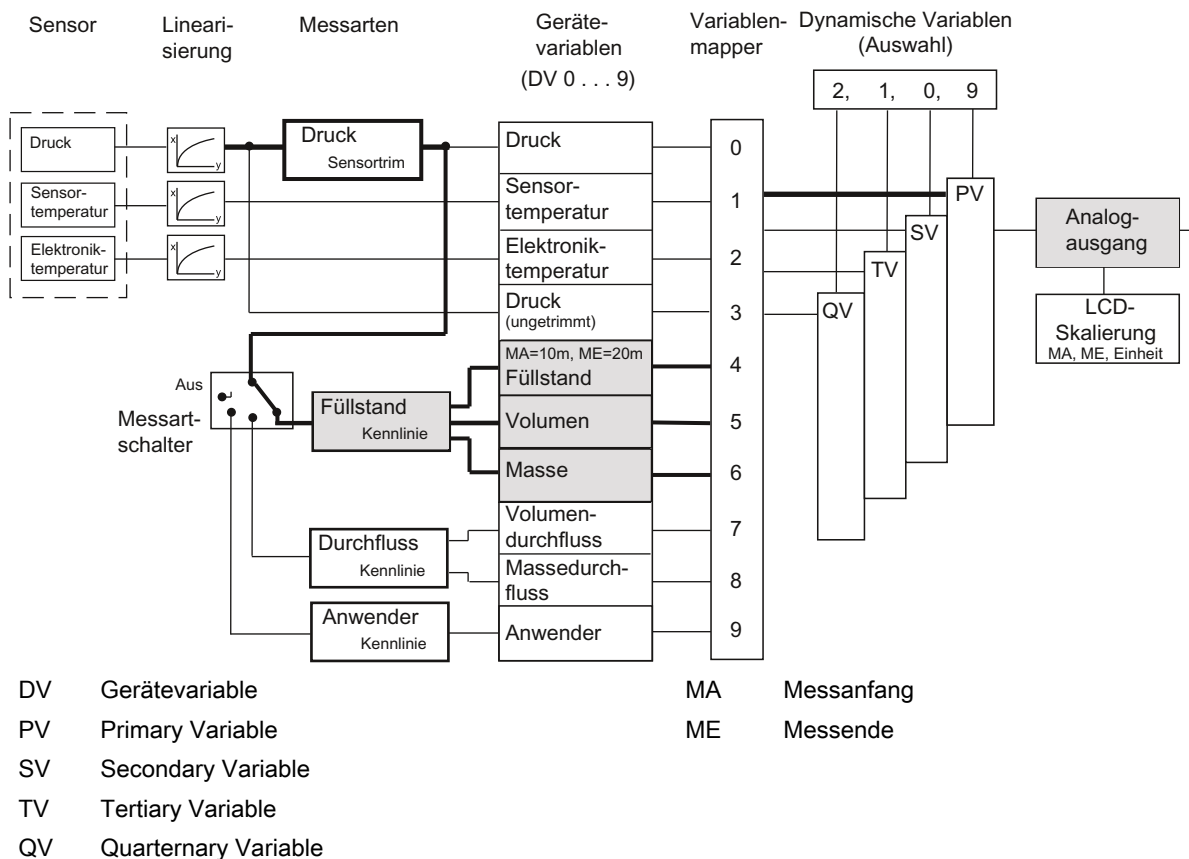 Sensor
Lineari-
sierung
Messarten
Geräte-
variablen
(DV 0 . . . 9)
Variablen-
mapper
Dynamische Variablen
(Auswahl)
2, 1, 0, 9
Druck
Sensor-
temperatur
Elektronik-
temperatur
x
y
x
y
x
y
Druck
Sensortrim
Druck
Sensor-
temperatur
Elektronik-
temperatur
Druck
(ungetrimmt)
MA=10m, ME=20m
Füllstand
Volumen
Masse
Volumen-
durchfluss
Massedurch-
fluss
Anwender
0
1
2
3
4
5
6
7
8
9
PV
SV
TV
QV
Analog-
ausgang
LCD-
Skalierung
MA, ME, Einheit
Aus
Messart-
schalter
Füllstand
Kennlinie
Durchfluss
Kennlinie
Anwender
Kennlinie
DV Gerätevariable
PV Primary Variable
SV Secondary Variable
TV Tertiary Variable
QV Quarternary Variable
MA Messanfang
ME Messende